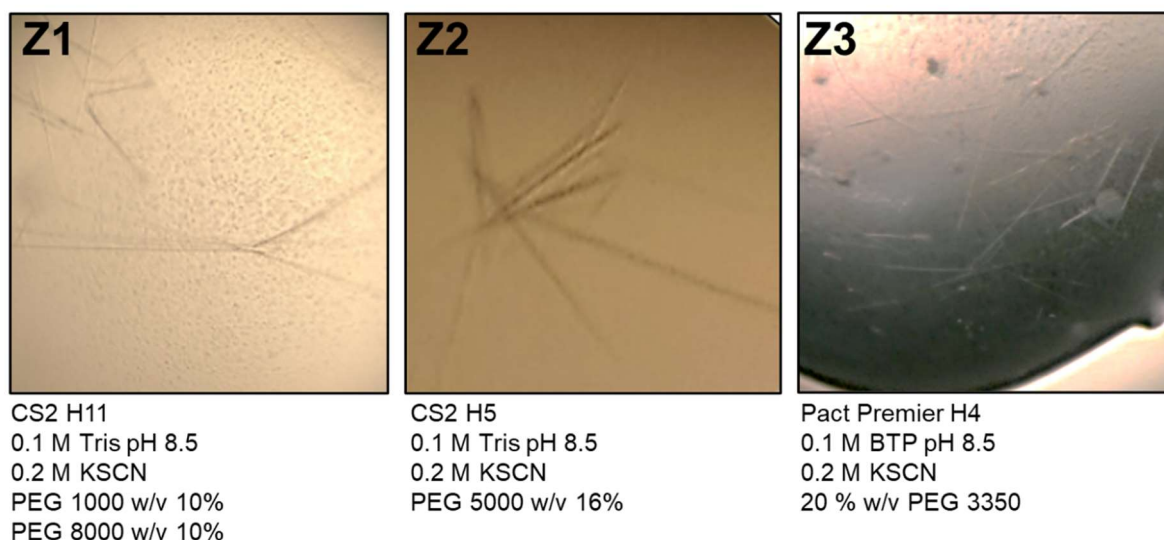 Z1
Z2
Z3
CS2 H11
0.1 M Tris pH 8.5
0.2 M KSCN
PEG 1000 w/v 10%
PEG 8000 w/v 10%
CS2 H5
0.1 M Tris pH 8.5
0.2 M KSCN
PEG 5000 w/v 16%
Pact Premier H4
0.1 M BTP pH 8.5
0.2 M KSCN
20 % w/v PEG 3350